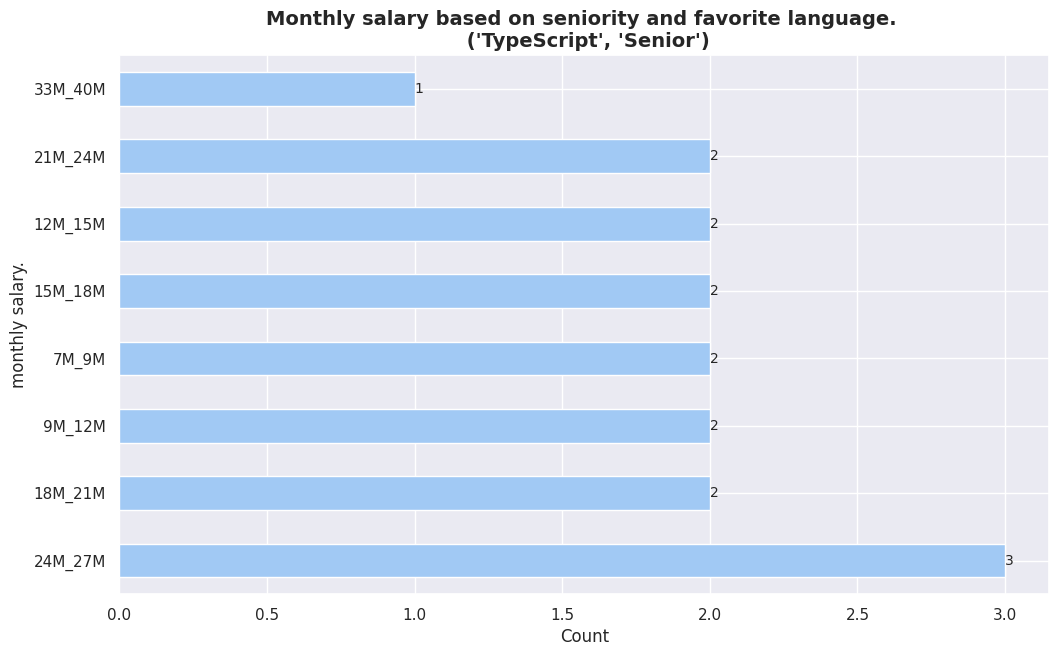 Monthly salary based on seniority and favorite language.
('TypeScript', 'Senior')
monthly salary.
33M_40M 1
21M_24M 2
12M_15M 2
15M_18M 2
7M_9M 2
9M_12M 2
18M_21M 2
24M_27M 3
0.0 0.5 1.0 1.5 2.0 2.5 3.0
Count